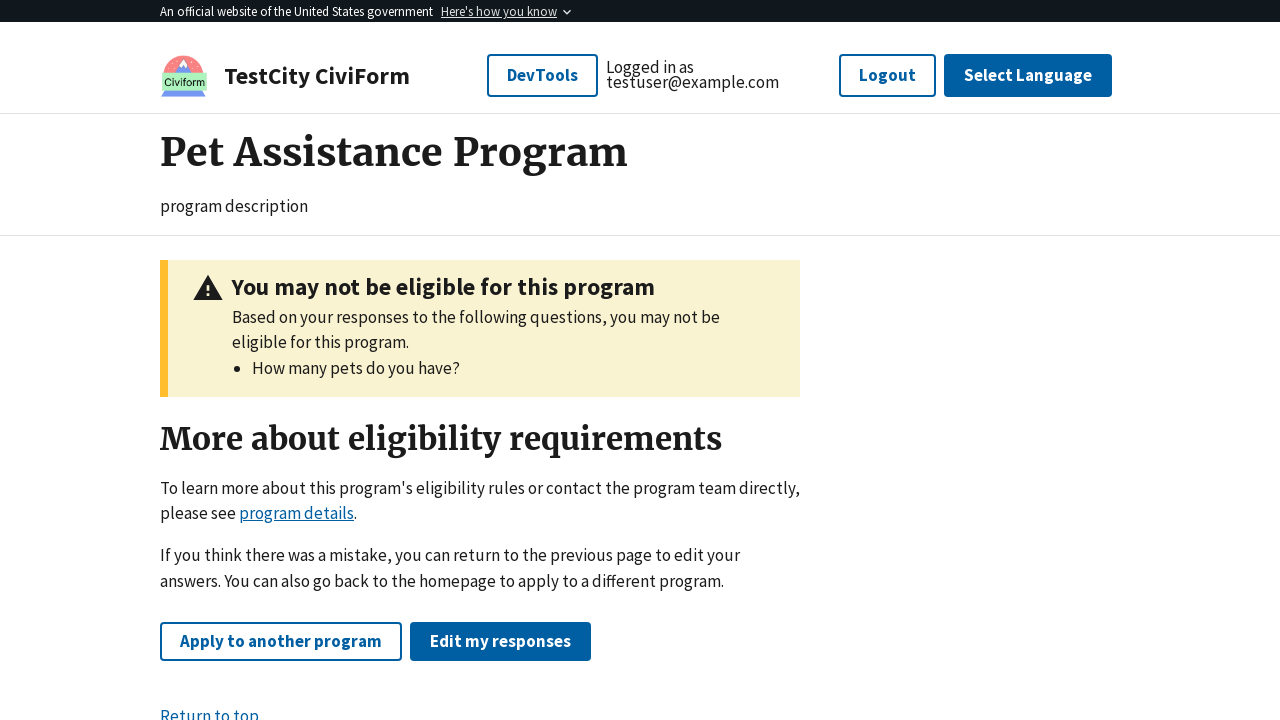 An official website of the United States government Here's how you know
Civiform
TestCity CiviForm
DevTools
Logged in as
testuser@example.com
Logout
Select Language
Pet Assistance Program
program description
You may not be eligible for this program
Based on your responses to the following questions, you may not be
eligible for this program.
• How many pets do you have?
More about eligibility requirements
To learn more about this program's eligibility rules or contact the program team directly,
please see program details.
If you think there was a mistake, you can return to the previous page to edit your
answers. You can also go back to the homepage to apply to a different program.
Apply to another program
Edit my responses
Return to top